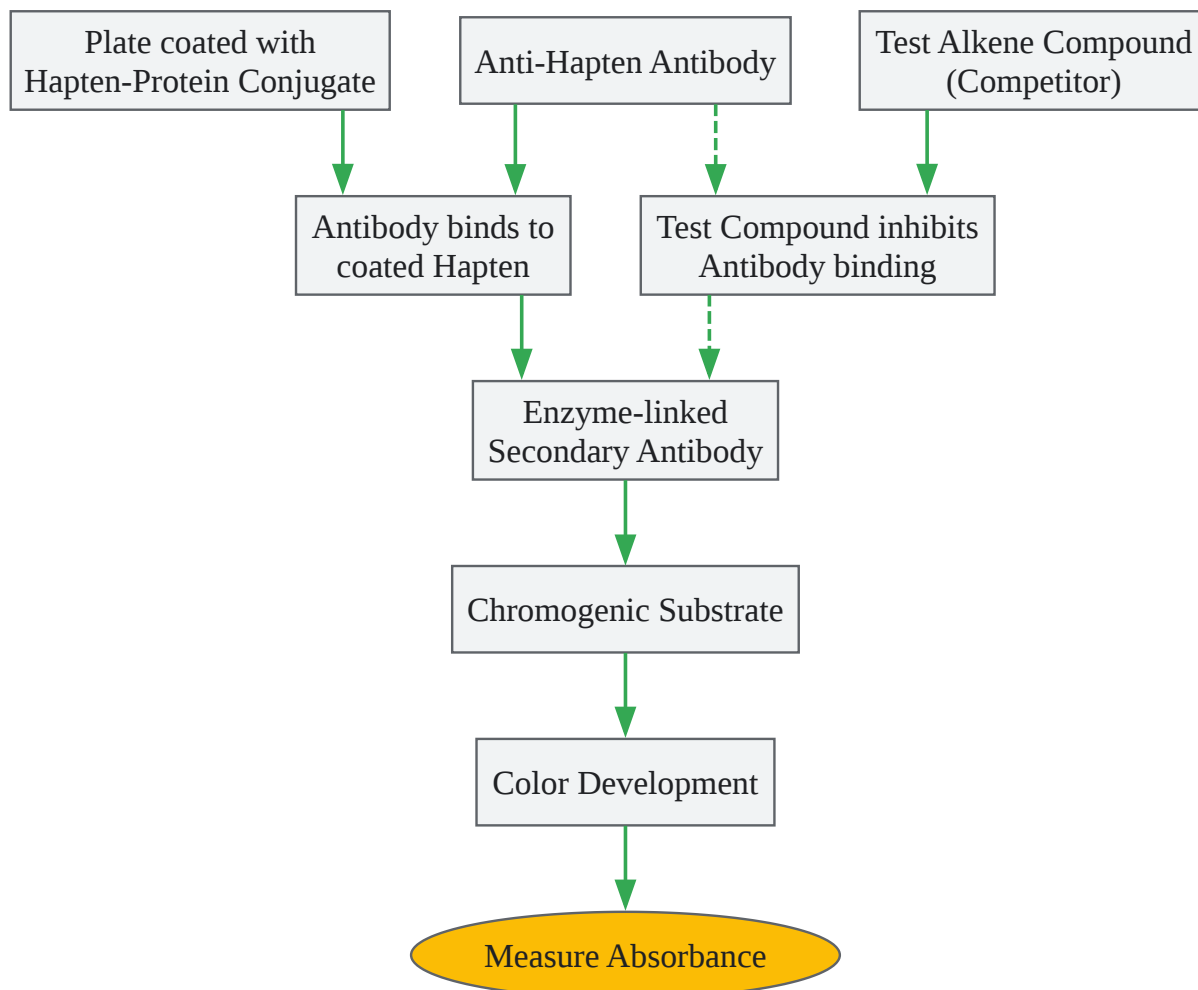 Plate coated with
Hapten-Protein Conjugate
Anti-Hapten Antibody
Test Alkene Compound
(Competitor)
Antibody binds to
coated Hapten
Test Compound inhibits
Antibody binding
Enzyme-linked
Secondary Antibody
Chromogenic Substrate
Color Development
Measure Absorbance